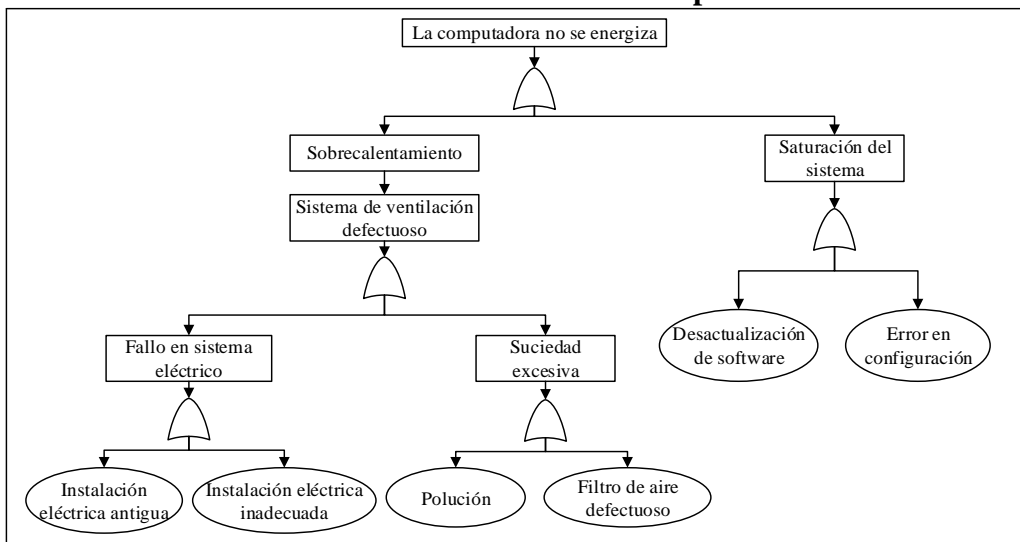 La computadora no se energiza
Sobrecalentamiento
Saturación del
sistema
Sistema de ventilación
defectuoso
Fallo en sistema
eléctrico
Suciedad
excesiva
Desactualización
de software
Error en
configuración
Instalación
eléctrica antigua
Instalación eléctrica
inadecuada
Polución
Filtro de aire
defectuoso